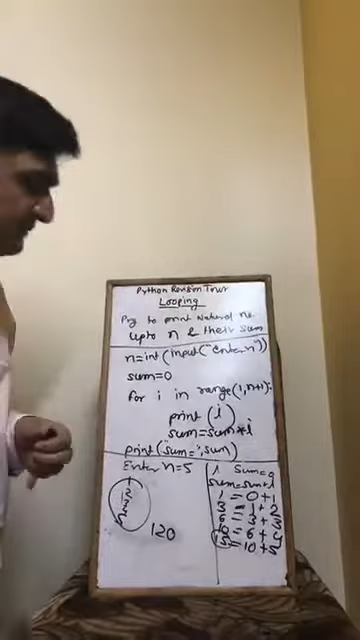 Python Revision Tour
Looping
Prg to print Natural No.
upto n & their sum
n=int(input("Enter n"))
sum=0
for i in range(1,n+1):
print(i)
sum=sum*i
print("sum=",sum)
Enter n=5
120
i sum=0
sum=sum+i
1 = 0+1
3 = 1+2
6 = 3+3
10 = 6+4
15 = 10+5